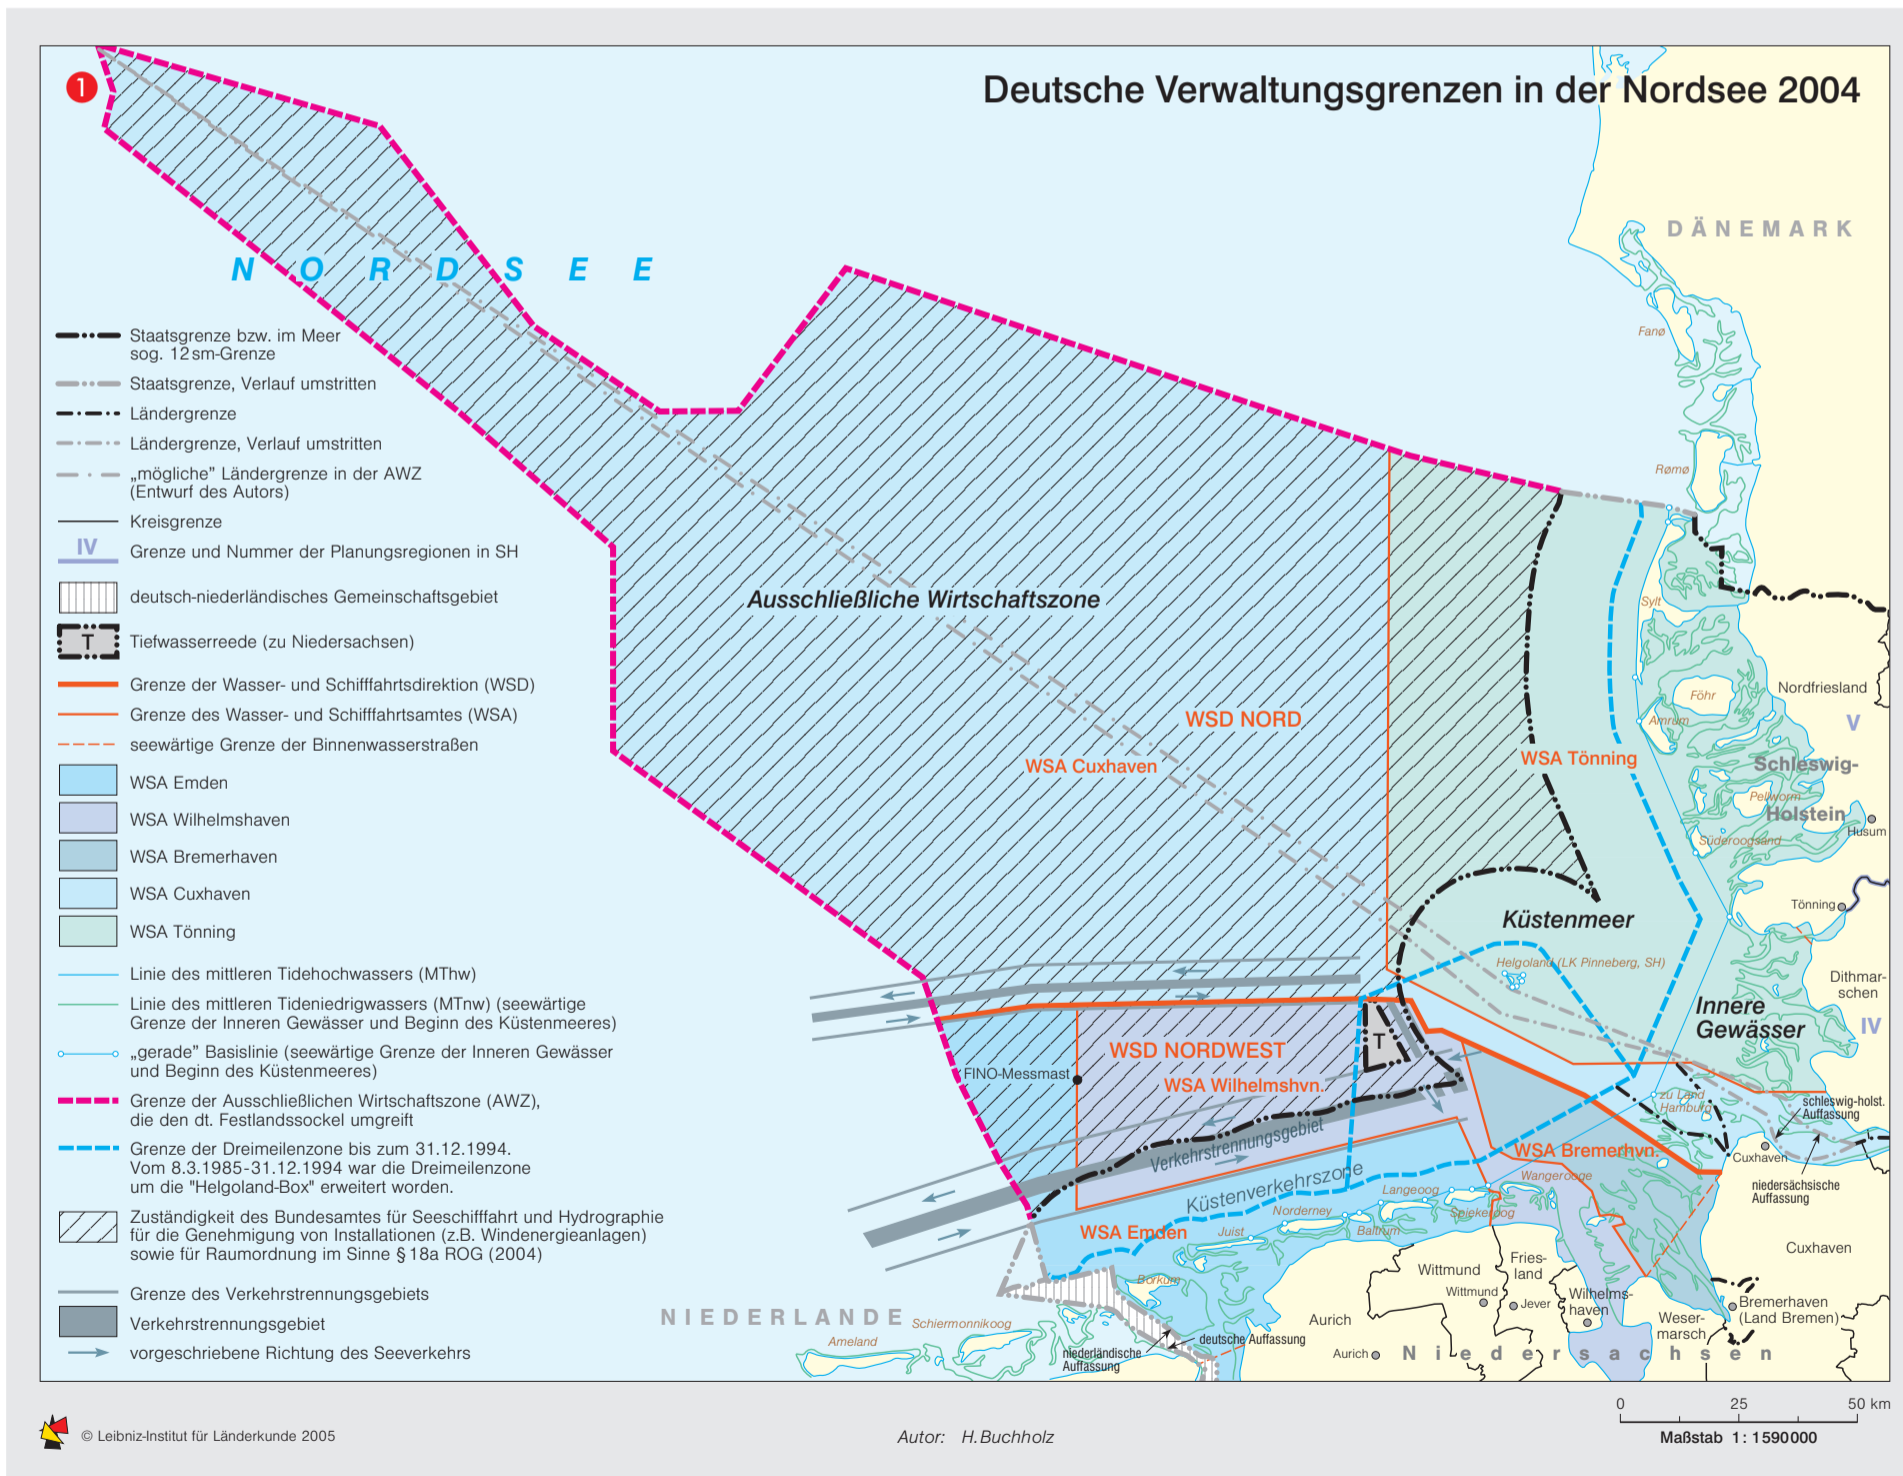 1
Deutsche Verwaltungsgrenzen in der Nordsee 2004
DÄNEMARK
NORDSEE
Staatsgrenze bzw. im Meer
sog. 12sm-Grenze
Staatsgrenze, Verlauf umstritten
Ländergrenze
Ländergrenze, Verlauf umstritten
„mögliche” Ländergrenze in der AWZ
(Entwurf des Autors)
Kreisgrenze
IV
Grenze und Nummer der Planungsregionen in SH
deutsch-niederländisches Gemeinschaftsgebiet
T
Tiefwasserreede (zu Niedersachsen)
Grenze der Wasser- und Schifffahrtsdirektion (WSD)
Grenze des Wasser- und Schifffahrtsamtes (WSA)
seewärtige Grenze der Binnenwasserstraßen
WSA Emden
WSA Wilhelmshaven
WSA Bremerhaven
WSA Cuxhaven
WSA Tönning
Linie des mittleren Tidehochwassers (MThw)
Linie des mittleren Tideniedrigwassers (MTnw) (seewärtige
Grenze der Inneren Gewässer und Beginn des Küstenmeeres)
„gerade” Basislinie (seewärtige Grenze der Inneren Gewässer
und Beginn des Küstenmeeres)
Grenze der Ausschließlichen Wirtschaftszone (AWZ),
die den dt. Festlandssockel umgreift
Grenze der Dreimeilenzone bis zum 31.12.1994.
Vom 8.3.1985-31.12.1994 war die Dreimeilenzone
um die "Helgoland-Box" erweitert worden.
Zuständigkeit des Bundesamtes für Seeschifffahrt und Hydrographie
für die Genehmigung von Installationen (z.B. Windenergieanlagen)
sowie für Raumordnung im Sinne § 18a ROG (2004)
Grenze des Verkehrstrennungsgebiets
Verkehrstrennungsgebiet
vorgeschriebene Richtung des Seeverkehrs
Fanø
Rømø
Sylt
Ausschließliche Wirtschaftszone
Föhr
Nordfriesland
Amrum
V
WSD NORD
WSA Cuxhaven
WSA Tönning
Schleswig-
Holstein
Pellworm
Husum
Süderoogsand
Tönning
Küstenmeer
Helgoland (LK Pinneberg, SH)
Dithmar-
schen
Innere
Gewässer
IV
T
WSD NORDWEST
FINO-Messmast
WSA Wilhelmshvn.
zu Land
Hamburg
schleswig-holst.
Auffassung
Verkehrstrennungsgebiet
WSA Bremerhvn.
Cuxhaven
Küstenverkehrszone
Wangerooge
Langeoog
niedersächsische
Auffassung
Norderney
Spiekeroog
WSA Emden
Juist
Baltrum
Cuxhaven
Borkum
Wittmund
Fries-
land
Wittmund
Jever
Wilhelms-
haven
Bremerhaven
(Land Bremen)
Weser-
marsch
NIEDERLANDE
Schiermonnikoog
Ameland
Aurich
deutsche Auffassung
niederländische
Auffassung
Aurich
Niedersachsen
0 25 50 km
Maßstab 1 : 1590000
© Leibniz-Institut für Länderkunde 2005
Autor: H.Buchholz